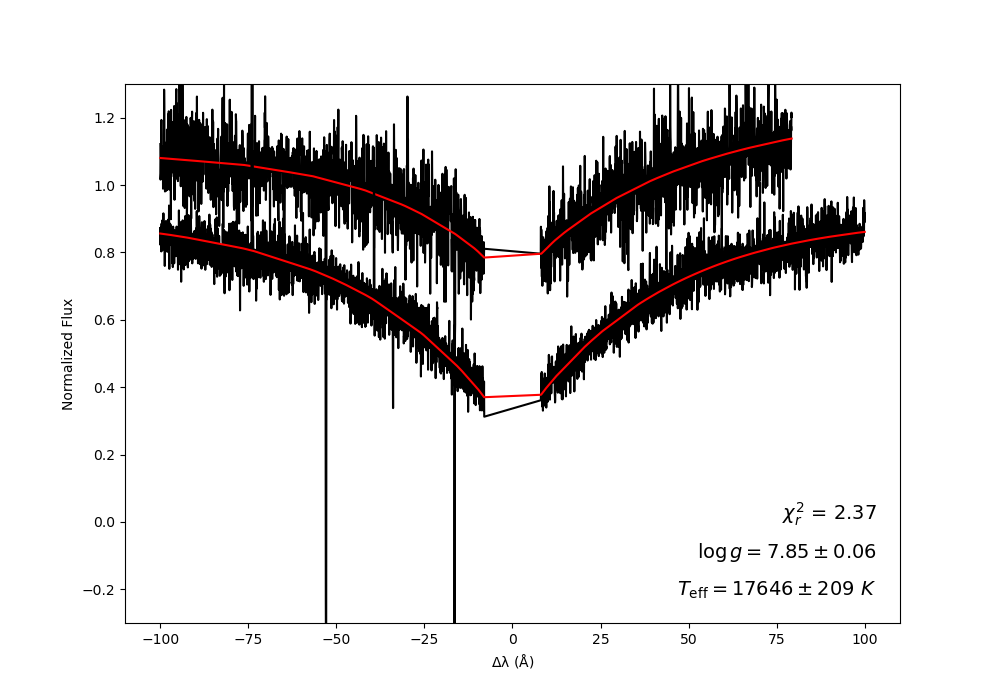 1.2
1.0
0.8
0.6
0.4
0.2
0.0
−0.2
Normalized Flux
−100 −75 −50 −25 0 25 50 75 100
Δλ (Å)
χ²ᵣ = 2.37
log g = 7.85 ± 0.06
T_eff = 17646 ± 209 K